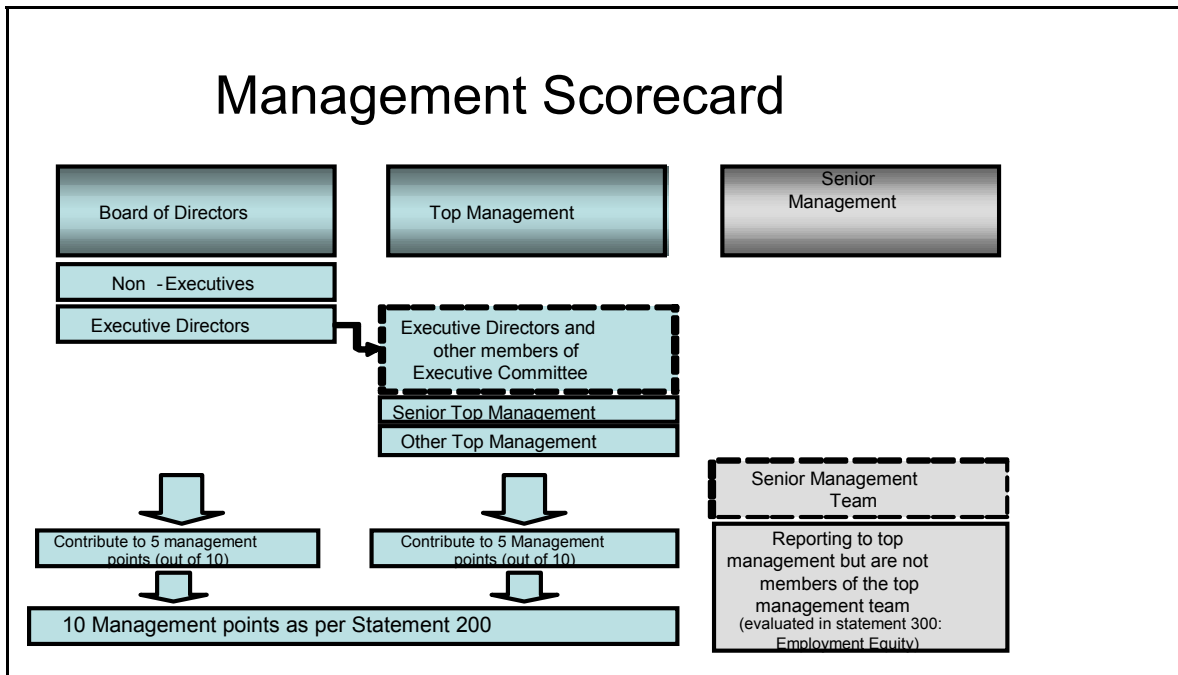 Management Scorecard
Board of Directors
Top Management
Senior
Management
Non -Executives
Executive Directors
Executive Directors and
other members of
Executive Committee
Senior Top Management
Other Top Management
Senior Management
Team
Contribute to 5 management
points (out of 10)
Contribute to 5 Management
points (out of 10)
Reporting to top
management but are not
members of the top
management team
(evaluated in statement 300:
Employment Equity)
10 Management points as per Statement 200